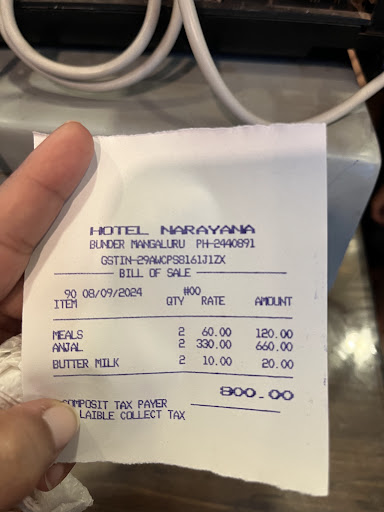 HOTEL NARAYANA
BUNDER MANGALURU PH-2440891
GSTIN-29AWCPS8161J1ZX
BILL OF SALE
90 08/09/2024 #00
ITEM QTY RATE AMOUNT
MEALS 2 60.00 120.00
ANJAL 2 330.00 660.00
BUTTER MILK 2 10.00 20.00
800.00
COMPOSIT TAX PAYER
LAIBLE COLLECT TAX